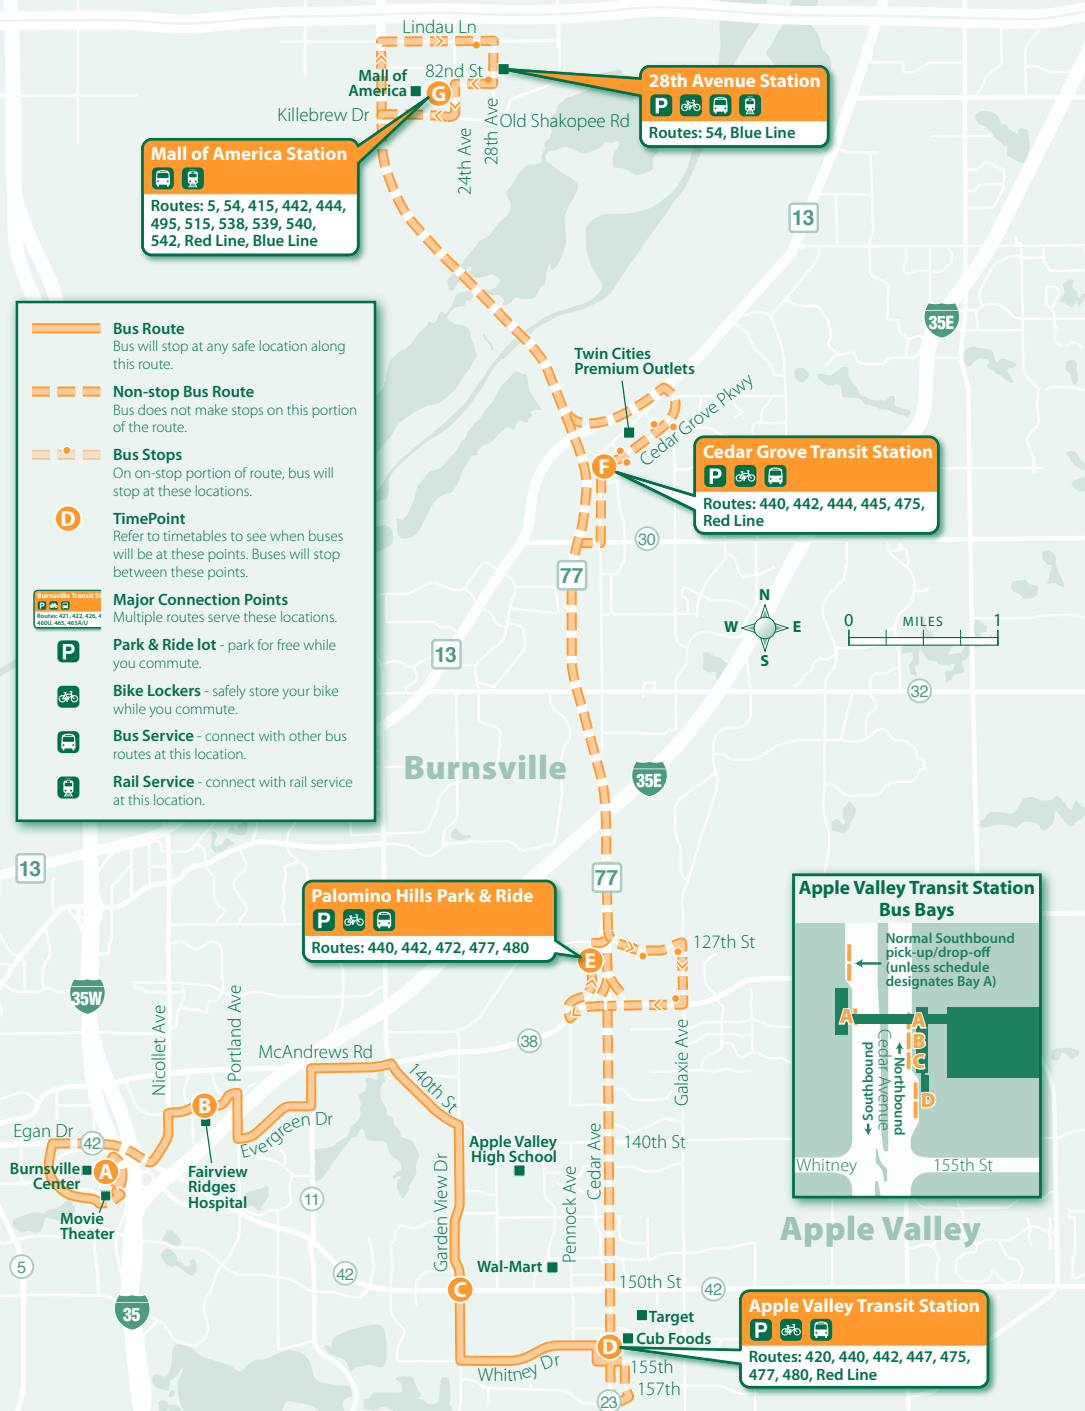 Lindau Ln
82nd St
Mall of
America
G
Killebrew Dr
Old Shakopee Rd
24th Ave
28th Ave
28th Avenue Station
P
Routes: 54, Blue Line
Mall of America Station
Routes: 5, 54, 415, 442, 444,
495, 515, 538, 539, 540,
542, Red Line, Blue Line
13
35E
Bus Route
Bus will stop at any safe location along
this route.
Non-stop Bus Route
Bus does not make stops on this portion
of the route.
Bus Stops
On on-stop portion of route, bus will
stop at these locations.
D
TimePoint
Refer to timetables to see when buses
will be at these points. Buses will stop
between these points.
Burnsville Transit St
P
Routes: 421, 422, 426, 4
460U, 465, 465A/U
Major Connection Points
Multiple routes serve these locations.
P
Park & Ride lot - park for free while
you commute.
Bike Lockers - safely store your bike
while you commute.
Bus Service - connect with other bus
routes at this location.
Rail Service - connect with rail service
at this location.
Twin Cities
Premium Outlets
Cedar Grove Pkwy
F
Cedar Grove Transit Station
P
Routes: 440, 442, 444, 445, 475,
Red Line
30
77
N
W
E
S
0
MILES
1
13
32
Burnsville
35E
13
77
Palomino Hills Park & Ride
P
Routes: 440, 442, 472, 477, 480
E
127th St
35W
Nicollet Ave
Portland Ave
38
Galaxie Ave
McAndrews Rd
140th St
B
Evergreen Dr
Egan Dr
42
A
Burnsville
Center
Movie
Theater
Fairview
Ridges
Hospital
11
Apple Valley
High School
140th St
Garden View Dr
Pennock Ave
Cedar Ave
5
42
Wal-Mart
C
150th St
42
35
Target
Cub Foods
D
Whitney Dr
155th
157th
23
Apple Valley Transit Station
Bus Bays
Normal Southbound
pick-up/drop-off
(unless schedule
designates Bay A)
A
A
B
C
D
Southbound
Cedar Avenue
Northbound
Whitney
155th St
Apple Valley
Apple Valley Transit Station
P
Routes: 420, 440, 442, 447, 475,
477, 480, Red Line